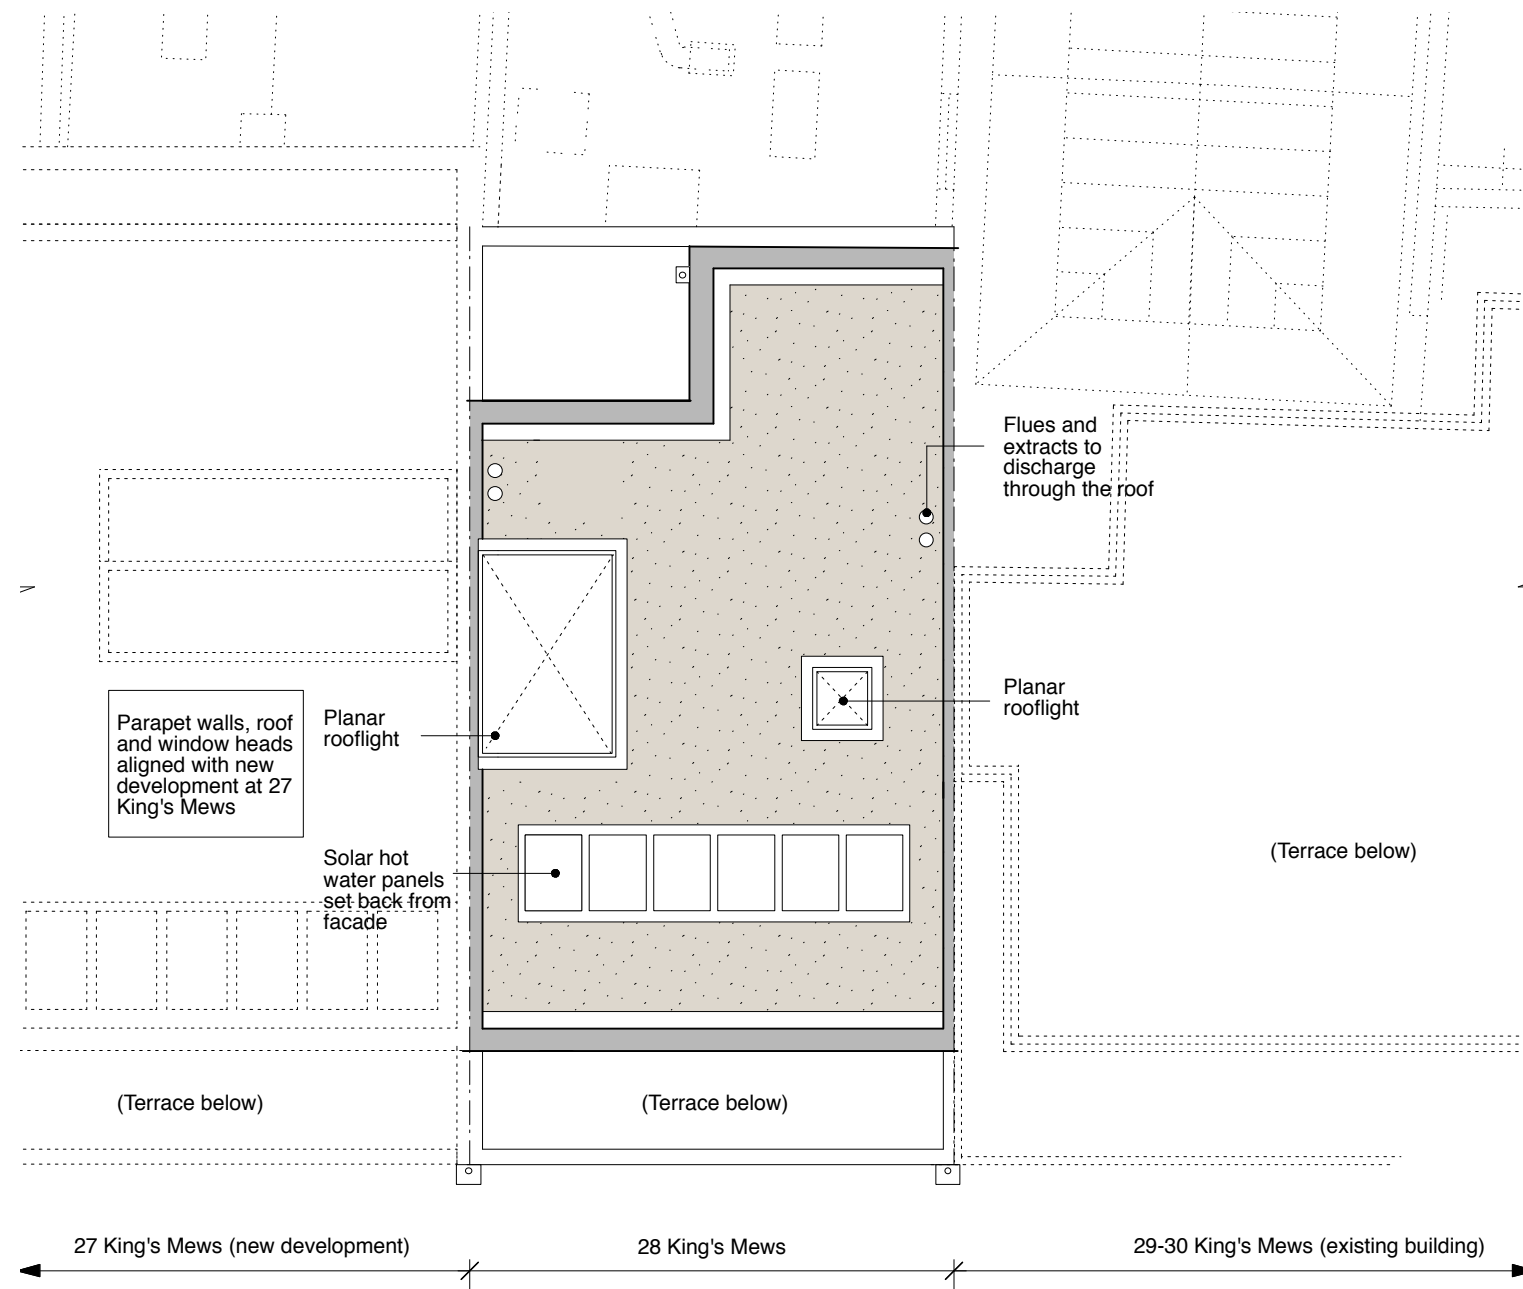 Flues and
extracts to
discharge
through the roof
Planar
rooflight
Planar
rooflight
Parapet walls, roof
and window heads
aligned with new
development at 27
King's Mews
Solar hot
water panels
set back from
facade
(Terrace below)
(Terrace below)
(Terrace below)
27 King's Mews (new development)
28 King's Mews
29-30 King's Mews (existing building)